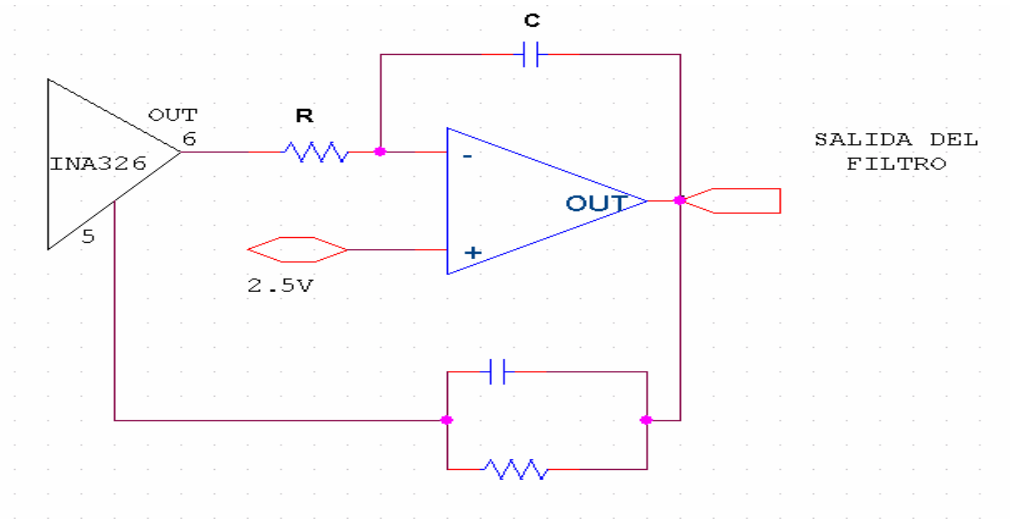 C
OUT
6
R
INA326
5
-
OUT
+
2.5V
SALIDA DEL
FILTRO